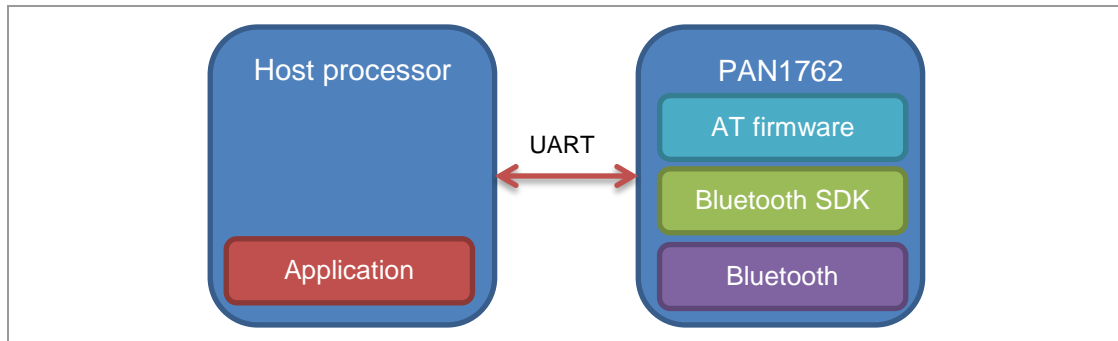 Host processor
PAN1762
AT firmware
UART
Bluetooth SDK
Application
Bluetooth